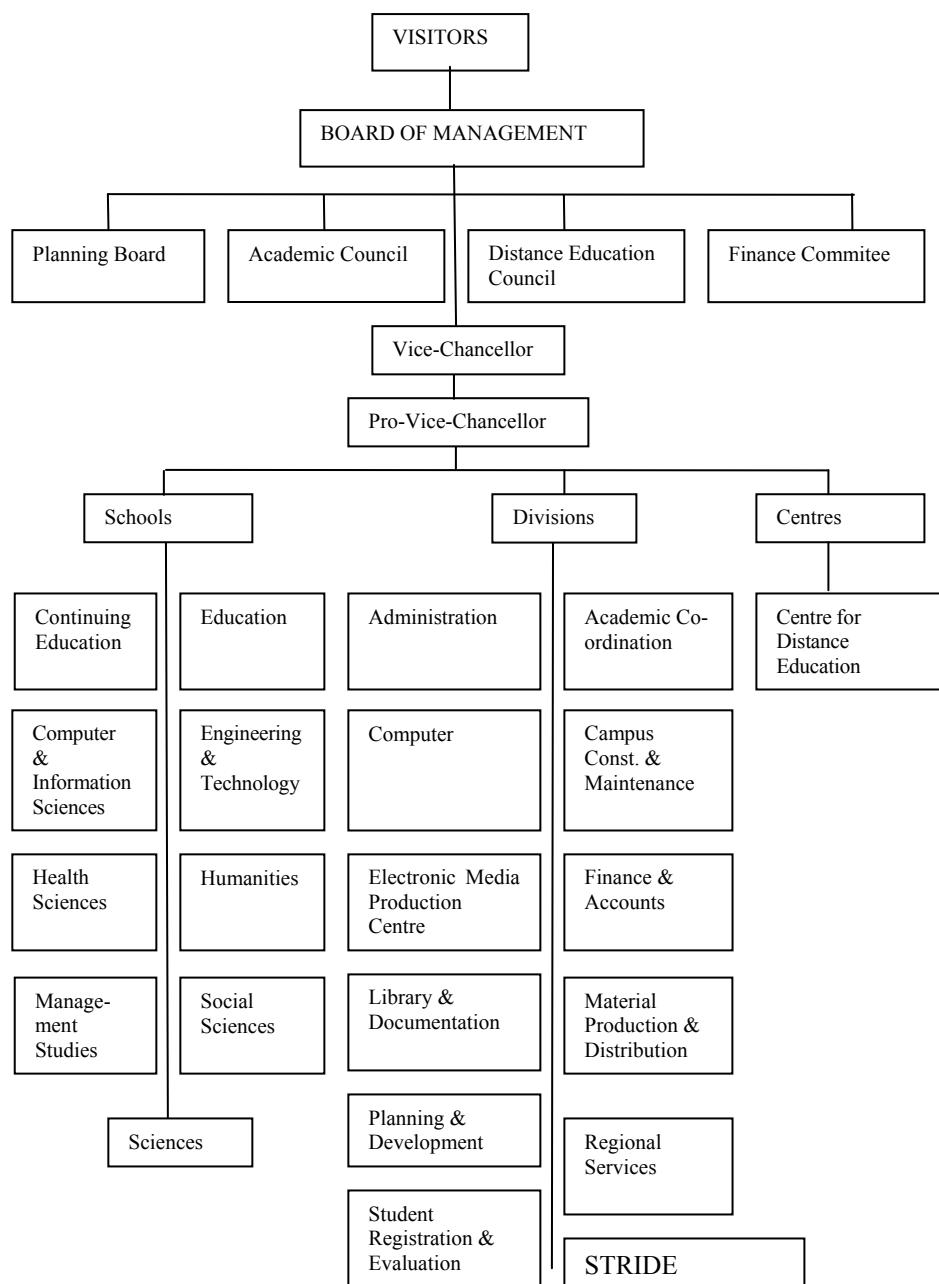 VISITORS
BOARD OF MANAGEMENT
Planning Board
Academic Council
Distance Education
Council
Finance Commitee
Vice-Chancellor
Pro-Vice-Chancellor
Schools
Divisions
Centres
Continuing
Education
Education
Administration
Academic Co-
ordination
Centre for
Distance
Education
Computer
&
Information
Sciences
Engineering
&
Technology
Computer
Campus
Const. &
Maintenance
Health
Sciences
Humanities
Electronic Media
Production
Centre
Finance &
Accounts
Manage-
ment
Studies
Social
Sciences
Library &
Documentation
Material
Production &
Distribution
Sciences
Planning &
Development
Regional
Services
Student
Registration &
Evaluation
STRIDE